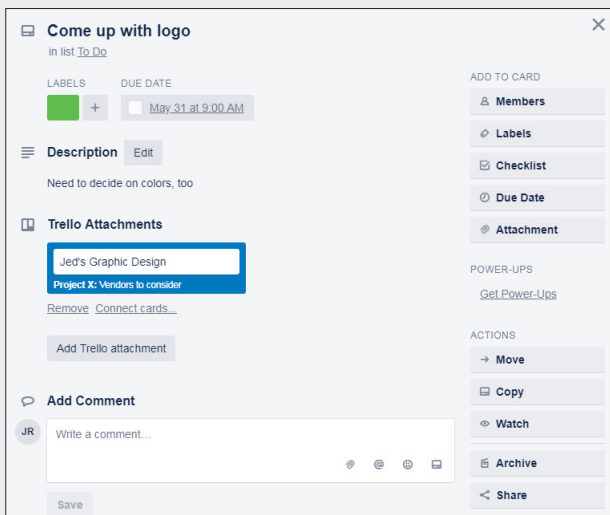 Come up with logo
in list To Do
LABELS
DUE DATE
+
May 31 at 9:00 AM
Description
Edit
Need to decide on colors, too
Trello Attachments
Jed's Graphic Design
Project X: Vendors to consider
Remove Connect cards...
Add Trello attachment
Add Comment
JR
Write a comment...
@
Save
ADD TO CARD
Members
Labels
Checklist
Due Date
Attachment
POWER-UPS
Get Power-Ups
ACTIONS
Move
Copy
Watch
Archive
Share